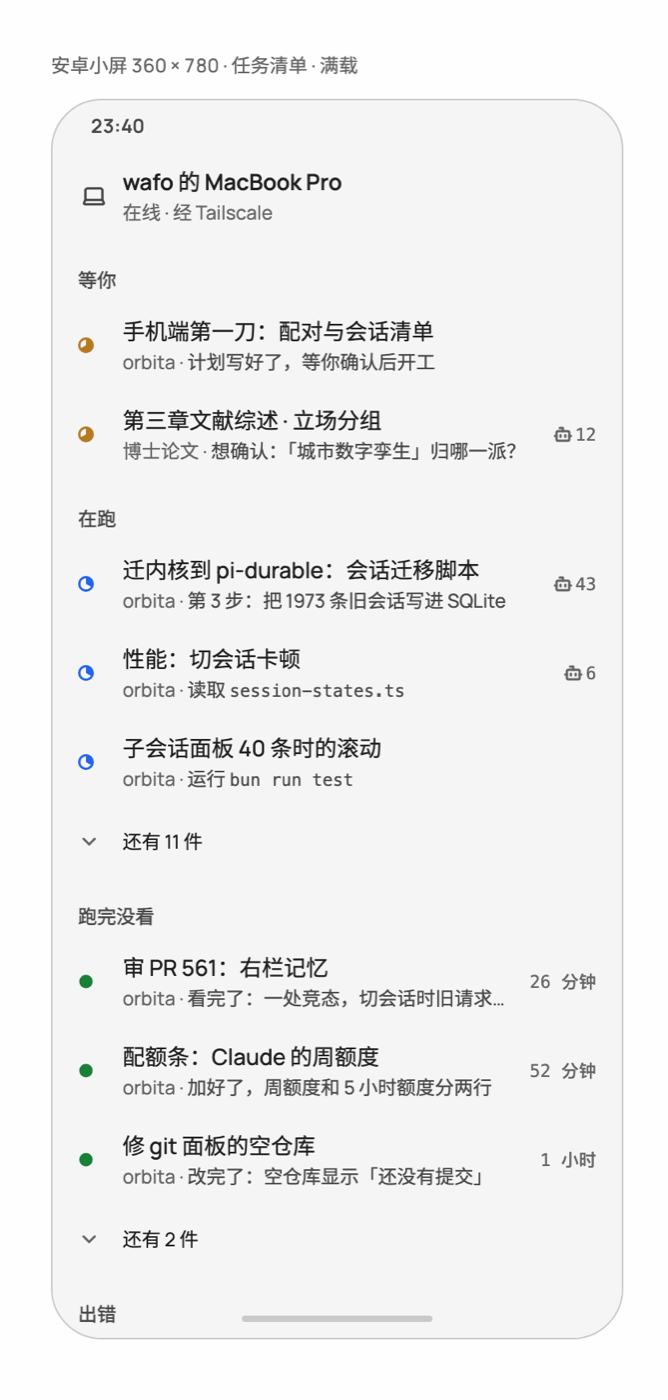 安卓小屏 360 × 780 · 任务清单 · 满载
23:40
wafo 的 MacBook Pro
在线 · 经 Tailscale
等你
手机端第一刀：配对与会话清单
orbita · 计划写好了，等你确认后开工
第三章文献综述 · 立场分组
博士论文 · 想确认：「城市数字孪生」归哪一派？
12
在跑
迁内核到 pi-durable：会话迁移脚本
orbita · 第 3 步：把 1973 条旧会话写进 SQLite
43
性能：切会话卡顿
orbita · 读取 session-states.ts
6
子会话面板 40 条时的滚动
orbita · 运行 bun run test
还有 11 件
跑完没看
审 PR 561：右栏记忆
orbita · 看完了：一处竞态，切会话时旧请求…
26 分钟
配额条：Claude 的周额度
orbita · 加好了，周额度和 5 小时额度分两行
52 分钟
修 git 面板的空仓库
orbita · 改完了：空仓库显示「还没有提交」
1 小时
还有 2 件
出错